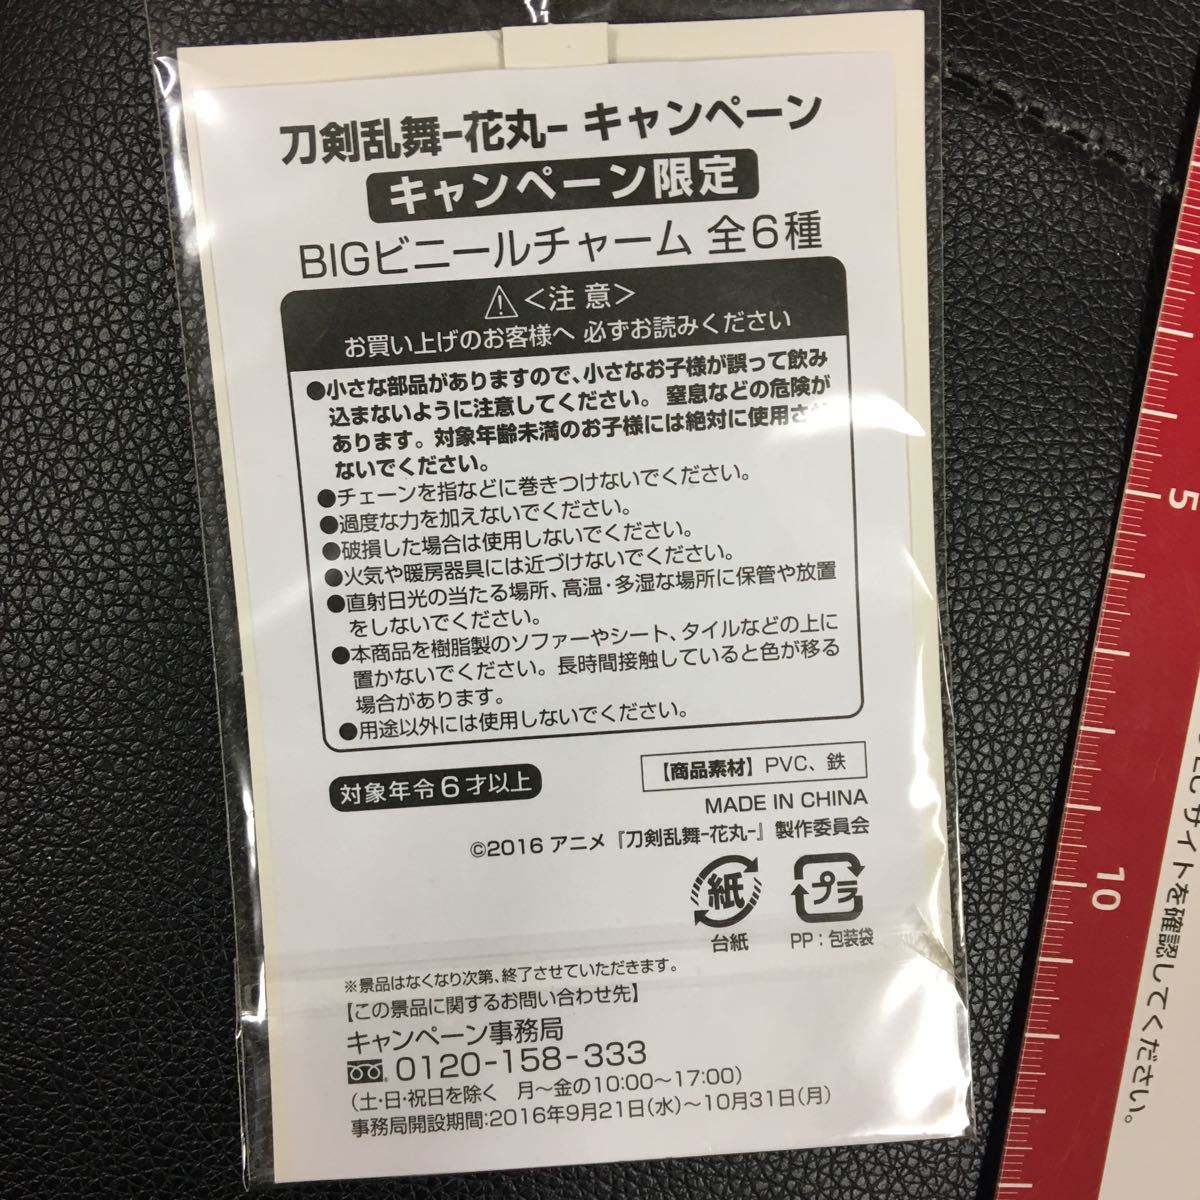 刀剣乱舞-花丸- キャンペーン
キャンペーン限定
BIGビニールチャーム 全6種
<注 意>
お買い上げのお客様へ 必ずお読みください
●小さな部品がありますので、小さなお子様が誤って飲み
込まないように注意してください。窒息などの危険が
あります。対象年齢未満のお子様には絶対に使用させ
ないでください。
●チェーンを指などに巻きつけないでください。
●過度な力を加えないでください。
●破損した場合は使用しないでください。
●火気や暖房器具には近づけないでください。
●直射日光の当たる場所、高温・多湿な場所に保管や放置
をしないでください。
●本商品を樹脂製のソファーやシート、タイルなどの上に
置かないでください。長時間接触していると色が移る
場合があります。
●用途以外には使用しないでください。
対象年令6才以上
【商品素材】PVC、鉄
MADE IN CHINA
©2016 アニメ『刀剣乱舞-花丸-』製作委員会
紙
台紙
プラ
PP：包装袋
※景品はなくなり次第、終了させていただきます。
【この景品に関するお問い合わせ先】
キャンペーン事務局
0120-158-333
(土・日・祝日を除く 月〜金の10:00〜17:00)
事務局開設期間:2016年9月21日(水)〜10月31日(月)
5
10
サイトを確認してください。